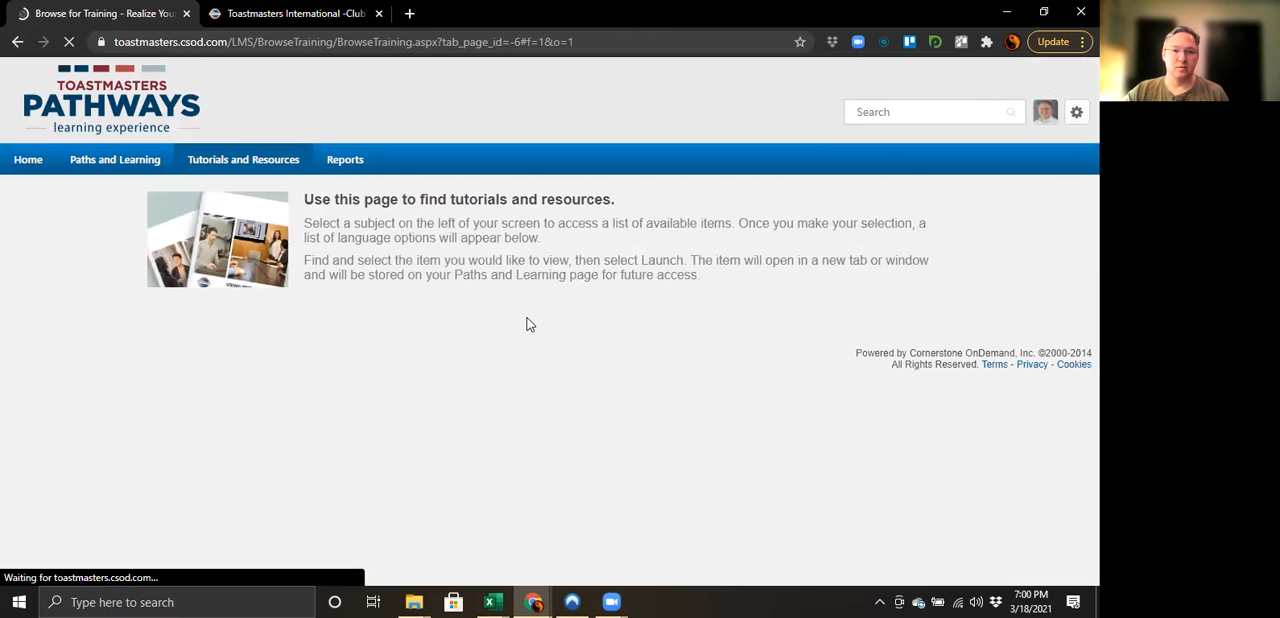 Browse for Training - Realize You
Toastmasters International -Club
toastmasters.csod.com/LMS/BrowseTraining/BrowseTraining.aspx?tab_page_id=-6#f=1&o=1
Update
TOASTMASTERS
PATHWAYS
learning experience
Search
Home Paths and Learning Tutorials and Resources Reports
Use this page to find tutorials and resources.
Select a subject on the left of your screen to access a list of available items. Once you make your selection, a
list of language options will appear below.
Find and select the item you would like to view, then select Launch. The item will open in a new tab or window
and will be stored on your Paths and Learning page for future access.
Powered by Cornerstone OnDemand, Inc. ©2000-2014
All Rights Reserved. Terms - Privacy - Cookies
Waiting for toastmasters.csod.com...
Type here to search
7:00 PM
3/18/2021